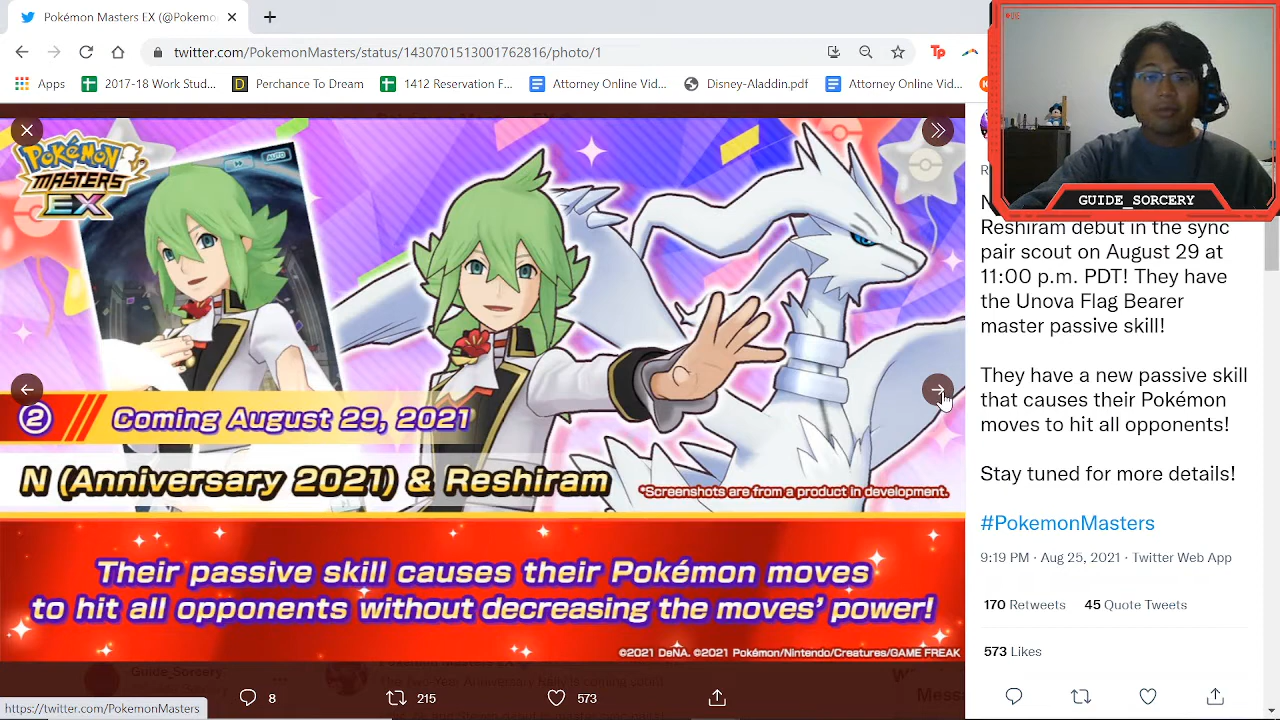 Pokémon Masters EX (@Pokemo
twitter.com/PokemonMasters/status/1430701513001762816/photo/1
Apps
2017-18 Work Stud...
Perchance To Dream
1412 Renovation F...
Attorney Online Vid...
Disney-Aladdin.pdf
Attorney Online Vid...
POKéMON
MASTERS
EX
AUTO
GUIDE_SORCERY
Reshiram debut in the sync
pair scout on August 29 at
11:00 p.m. PDT! They have
the Unova Flag Bearer
master passive skill!
They have a new passive skill
that causes their Pokémon
moves to hit all opponents!
Stay tuned for more details!
#PokemonMasters
9:19 PM · Aug 25, 2021 · Twitter Web App
170 Retweets 45 Quote Tweets
573 Likes
2 Coming August 29, 2021
N (Anniversary 2021) & Reshiram
*Screenshots are from a product in development.
Their passive skill causes their Pokémon moves
to hit all opponents without decreasing the moves' power!
©2021 DeNA. ©2021 Pokémon/Nintendo/Creatures/GAME FREAK
Guide_Sorcery
8
215
573
https://twitter.com/PokemonMasters